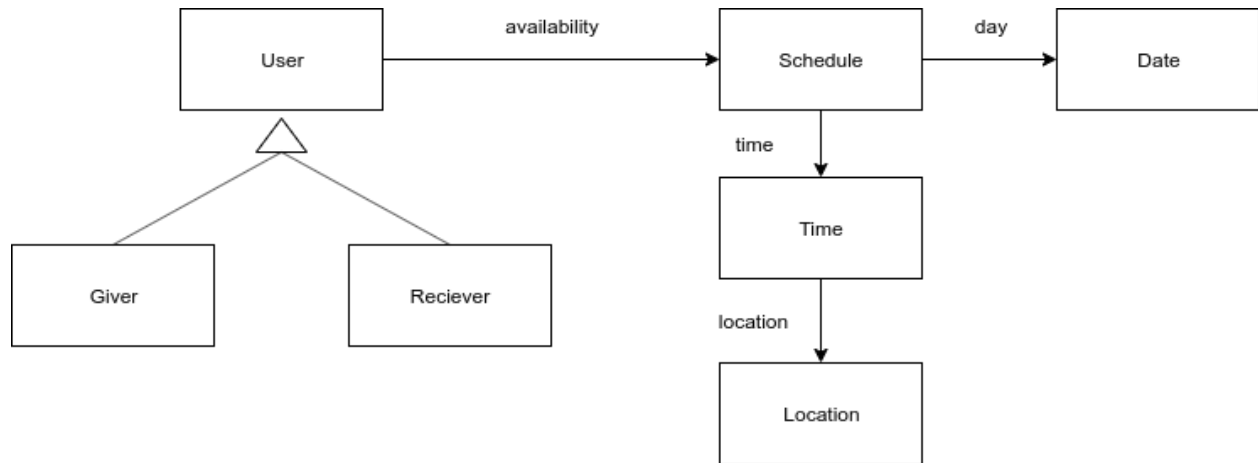 availability
day
User
Schedule
Date
time
Time
Giver
Reciever
location
Location